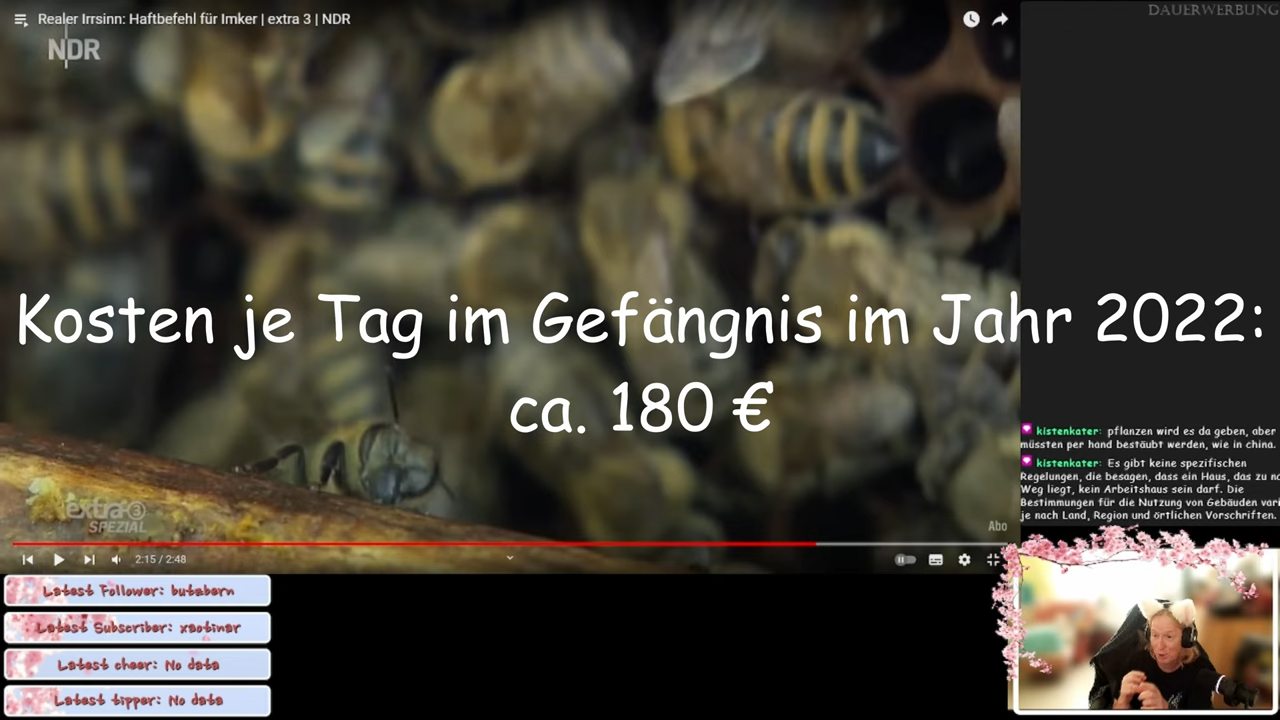 Realer Irrsinn: Haftbefehl für Imker | extra 3 | NDR
DAUERWERBUNG
NDR
Kosten je Tag im Gefängnis im Jahr 2022:
ca. 180 €
kistenkater: pflanzen wird es da geben, aber
müssten per hand bestäubt werden, wie in china.
kistenkater: Es gibt keine spezifischen
Regelungen, die besagen, dass ein Haus, das zu na
Weg liegt, kein Arbeitshaus sein darf. Die
Bestimmungen für die Nutzung von Gebäuden vari
je nach Land, Region und örtlichen Vorschriften.
extra 3
SPEZIAL
Abo
2:15 / 2:48
Latest Follower: butabern
Latest Subscriber: xaotinar
Latest cheer: No data
Latest tipper: No data